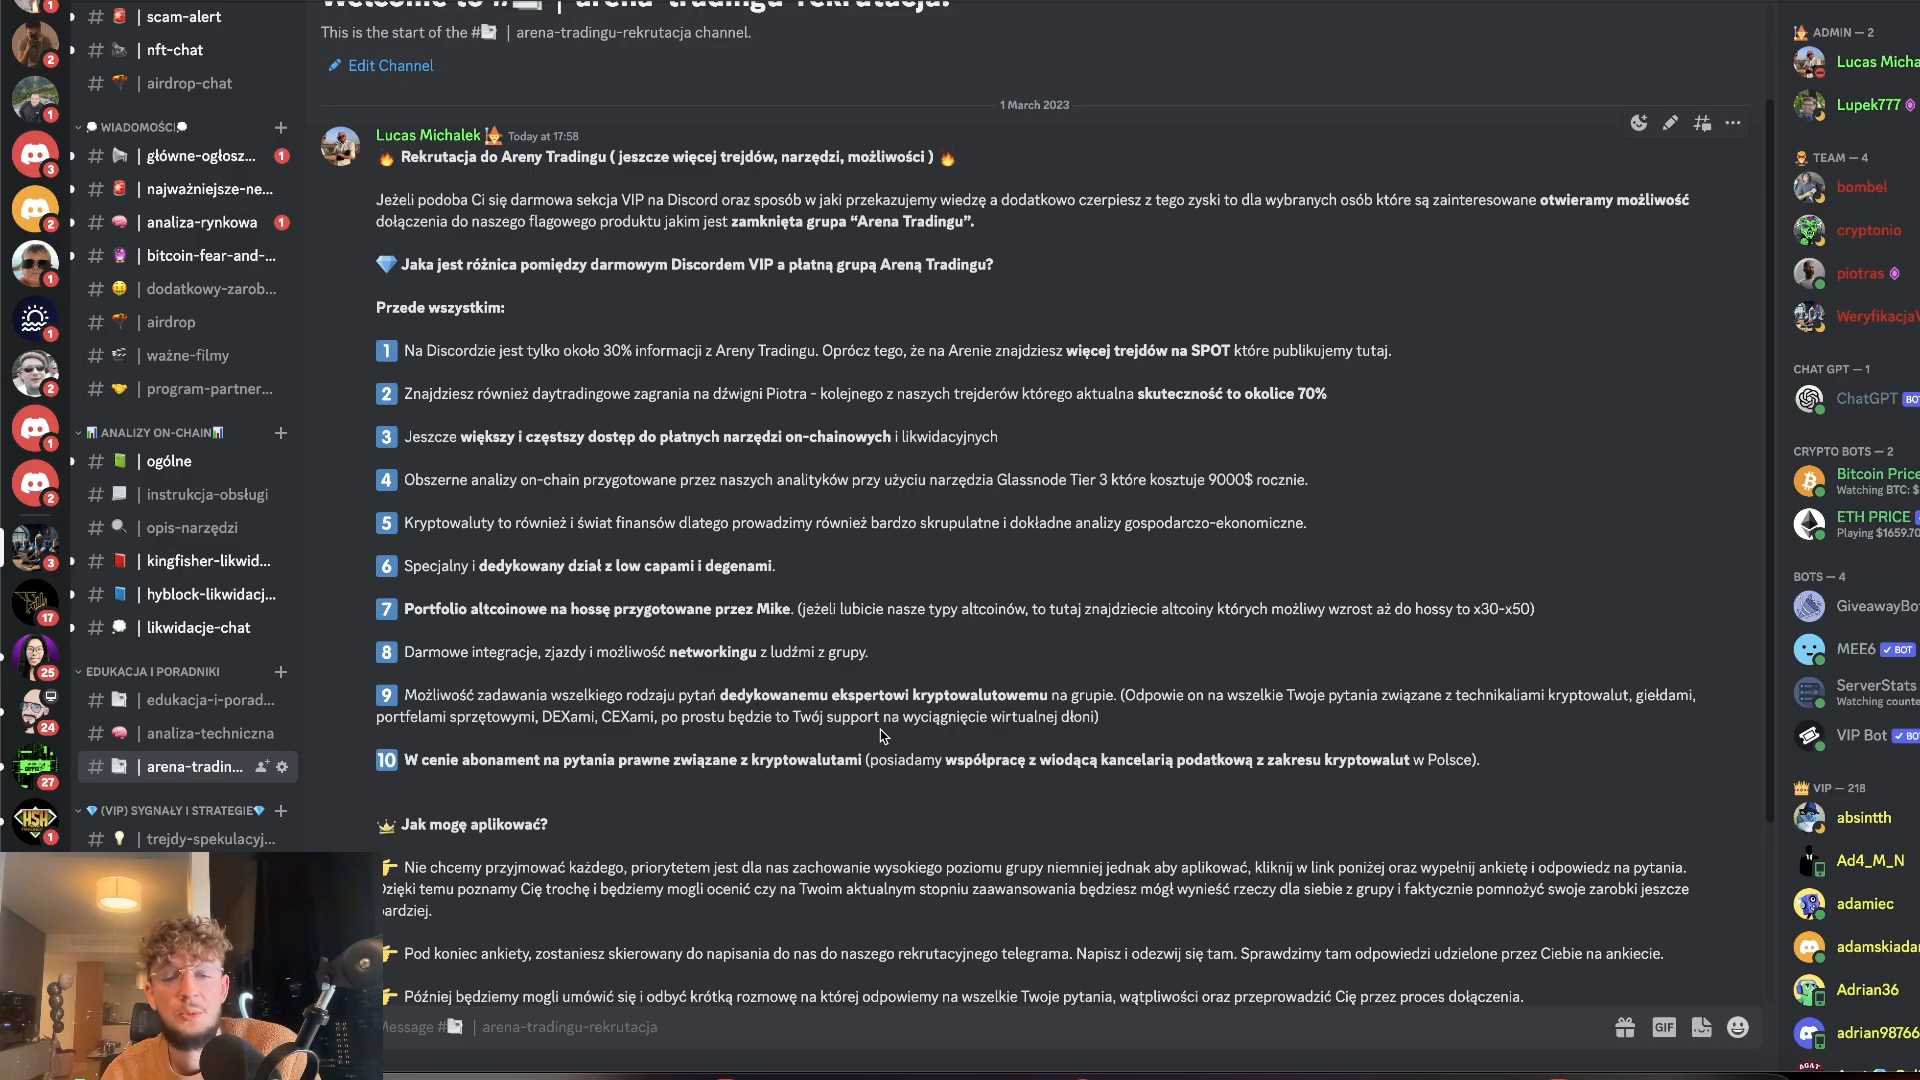 | scam-alert
| nft-chat
| airdrop-chat
WIADOMOŚCI
| główne-ogłosz...
| najważniejsze-ne...
| analiza-rynkowa
| bitcoin-fear-and-...
| dodatkowy-zarob...
| airdrop
| ważne-filmy
| program-partner...
ANALIZY ON-CHAIN
| ogólne
| instrukcja-obsługi
| opis-narzędzi
| kingfisher-likwid...
| hyblock-likwidacj...
| likwidacje-chat
EDUKACJA I PORADNIKI
| edukacja-i-porad...
| analiza-techniczna
| arena-tradin...
(VIP) SYGNAŁY I STRATEGIE
| trejdy-spekulacyj...
This is the start of the # | arena-tradingu-rekrutacja channel.
Edit Channel
1 March 2023
Lucas Michalek Today at 17:58
🔥 Rekrutacja do Areny Tradingu ( jeszcze więcej trejdów, narzędzi, możliwości ) 🔥
Jeżeli podoba Ci się darmowa sekcja VIP na Discord oraz sposób w jaki przekazujemy wiedzę a dodatkowo czerpiesz z tego zyski to dla wybranych osób które są zainteresowane otwieramy możliwość
dołączenia do naszego flagowego produktu jakim jest zamknięta grupa “Arena Tradingu”.
💎 Jaka jest różnica pomiędzy darmowym Discordem VIP a płatną grupą Areną Tradingu?
Przede wszystkim:
1 Na Discordzie jest tylko około 30% informacji z Areny Tradingu. Oprócz tego, że na Arenie znajdziesz więcej trejdów na SPOT które publikujemy tutaj.
2 Znajdziesz również daytradingowe zagrania na dźwigni Piotra - kolejnego z naszych trejderów którego aktualna skuteczność to okolice 70%
3 Jeszcze większy i częstszy dostęp do płatnych narzędzi on-chainowych i likwidacyjnych
4 Obszerne analizy on-chain przygotowane przez naszych analityków przy użyciu narzędzia Glassnode Tier 3 które kosztuje 9000$ rocznie.
5 Kryptowaluty to również i świat finansów dlatego prowadzimy również bardzo skrupulatne i dokładne analizy gospodarczo-ekonomiczne.
6 Specjalny i dedykowany dział z low capami i degenami.
7 Portfolio altcoinowe na hossę przygotowane przez Mike. (jeżeli lubicie nasze typy altcoinów, to tutaj znajdziecie altcoiny których możliwy wzrost aż do hossy to x30-x50)
8 Darmowe integracje, zjazdy i możliwość networkingu z ludźmi z grupy.
9 Możliwość zadawania wszelkiego rodzaju pytań dedykowanemu ekspertowi kryptowalutowemu na grupie. (Odpowie on na wszelkie Twoje pytania związane z technikaliami kryptowalut, giełdami,
portfelami sprzętowymi, DEXami, CEXami, po prostu będzie to Twój support na wyciągnięcie wirtualnej dłoni)
10 W cenie abonament na pytania prawne związane z kryptowalutami (posiadamy współpracę z wiodącą kancelarią podatkową z zakresu kryptowalut w Polsce).
Jak mogę aplikować?
Nie chcemy przyjmować każdego, priorytetem jest dla nas zachowanie wysokiego poziomu grupy niemniej jednak aby aplikować, kliknij w link poniżej oraz wypełnij ankietę i odpowiedz na pytania.
Dzięki temu poznamy Cię trochę i będziemy mogli ocenić czy na Twoim aktualnym stopniu zaawansowania będziesz mógł wynieść rzeczy dla siebie z grupy i faktycznie pomnożyć swoje zarobki jeszcze
bardziej.
Pod koniec ankiety, zostaniesz skierowany do napisania do nas do naszego rekrutacyjnego telegrama. Napisz i odezwij się tam. Sprawdzimy tam odpowiedzi udzielone przez Ciebie na ankiecie.
Później będziemy mogli umówić się i odbyć krótką rozmowę na której odpowiemy na wszelkie Twoje pytania, wątpliwości oraz przeprowadzić Cię przez proces dołączenia.
Message # | arena-tradingu-rekrutacja
GIF
ADMIN — 2
Lucas Micha
Lupek777
TEAM — 4
bombel
cryptonio
piotras
Weryfikacja
CHAT GPT — 1
ChatGPT BOT
CRYPTO BOTS — 2
Bitcoin Price
Watching BTC: $
ETH PRICE
Playing $1659.70
BOTS — 4
GiveawayBo
MEE6 BOT
ServerStats
Watching counte
VIP Bot BOT
VIP — 218
absintth
Ad4_M_N
adamiec
adamskiada
Adrian36
adrian98766